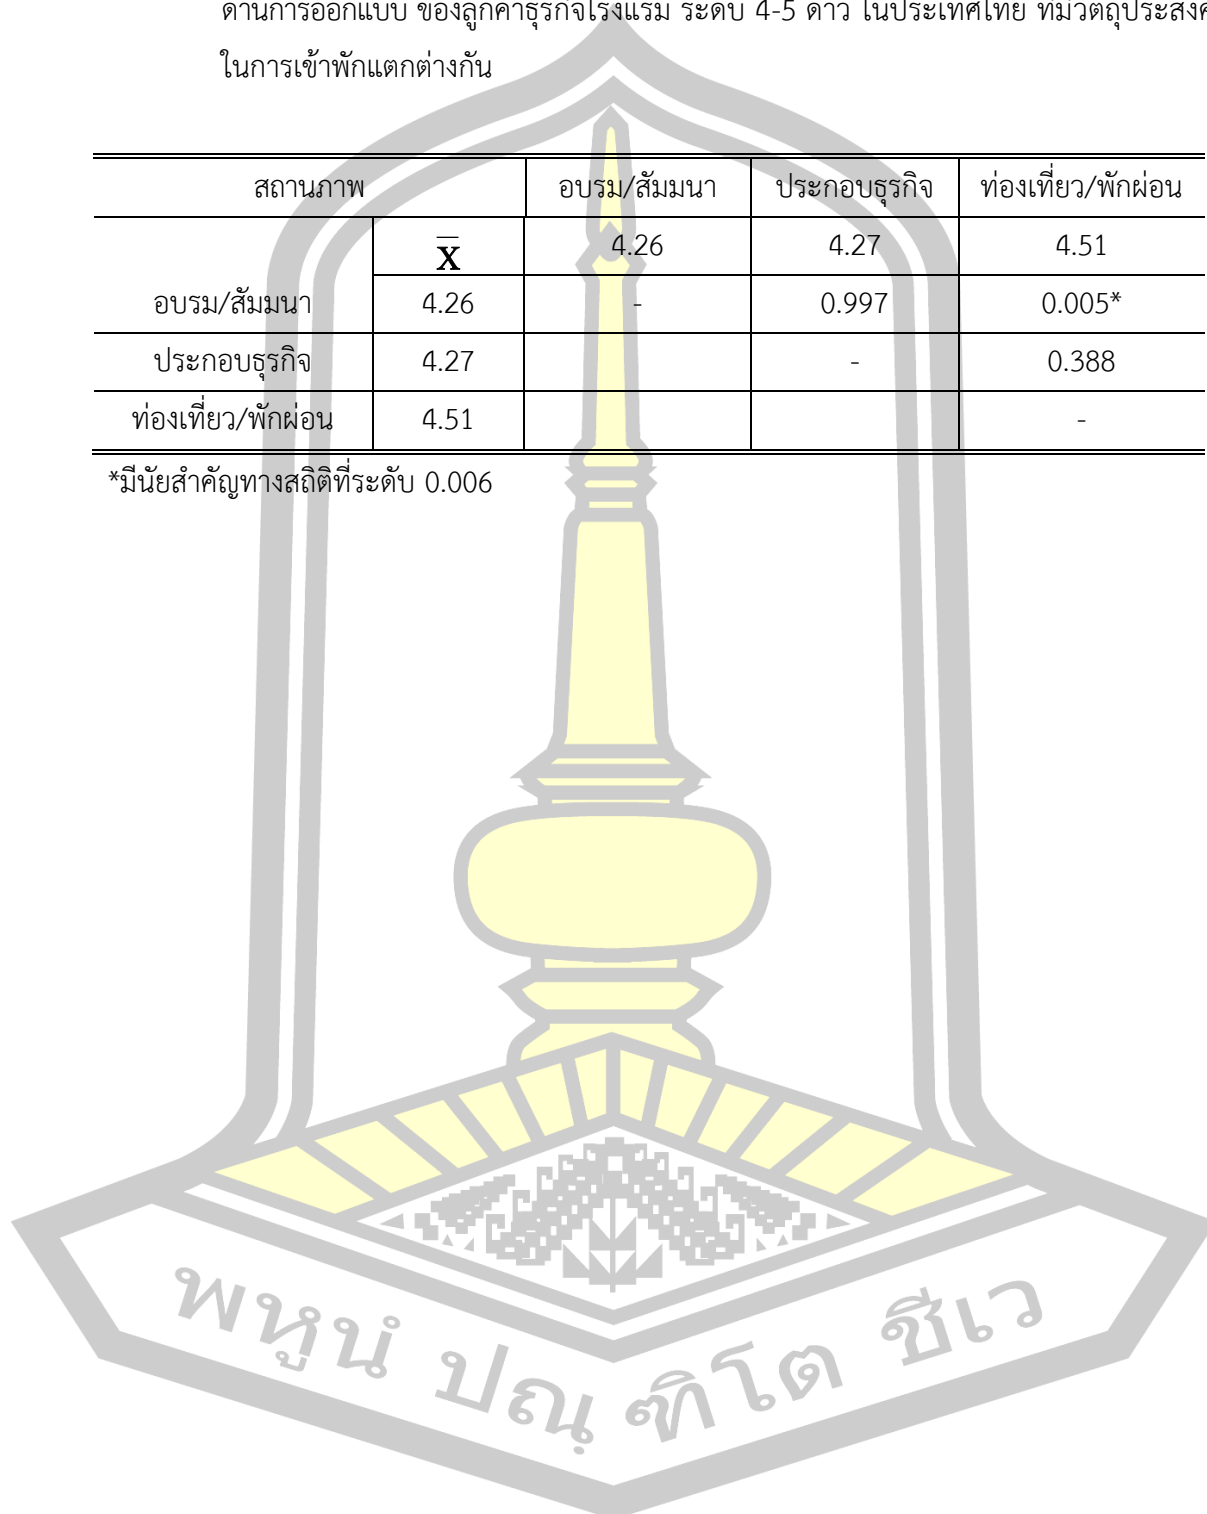 ด้านการออกแบบ ของลูกค้าธุรกิจโรงแรม ระดับ 4-5 ดาว ในประเทศไทย ที่มีวัตถุประสงค์
ในการเข้าพักแตกต่างกัน
สถานภาพ อบรม/สัมมนา ประกอบธุรกิจ ท่องเที่ยว/พักผ่อน
X̄ 4.26 4.27 4.51
อบรม/สัมมนา 4.26 - 0.997 0.005*
ประกอบธุรกิจ 4.27 - 0.388
ท่องเที่ยว/พักผ่อน 4.51 -
*มีนัยสำคัญทางสถิติที่ระดับ 0.006
พหูนํ ปณฺฑิโต ชีเว